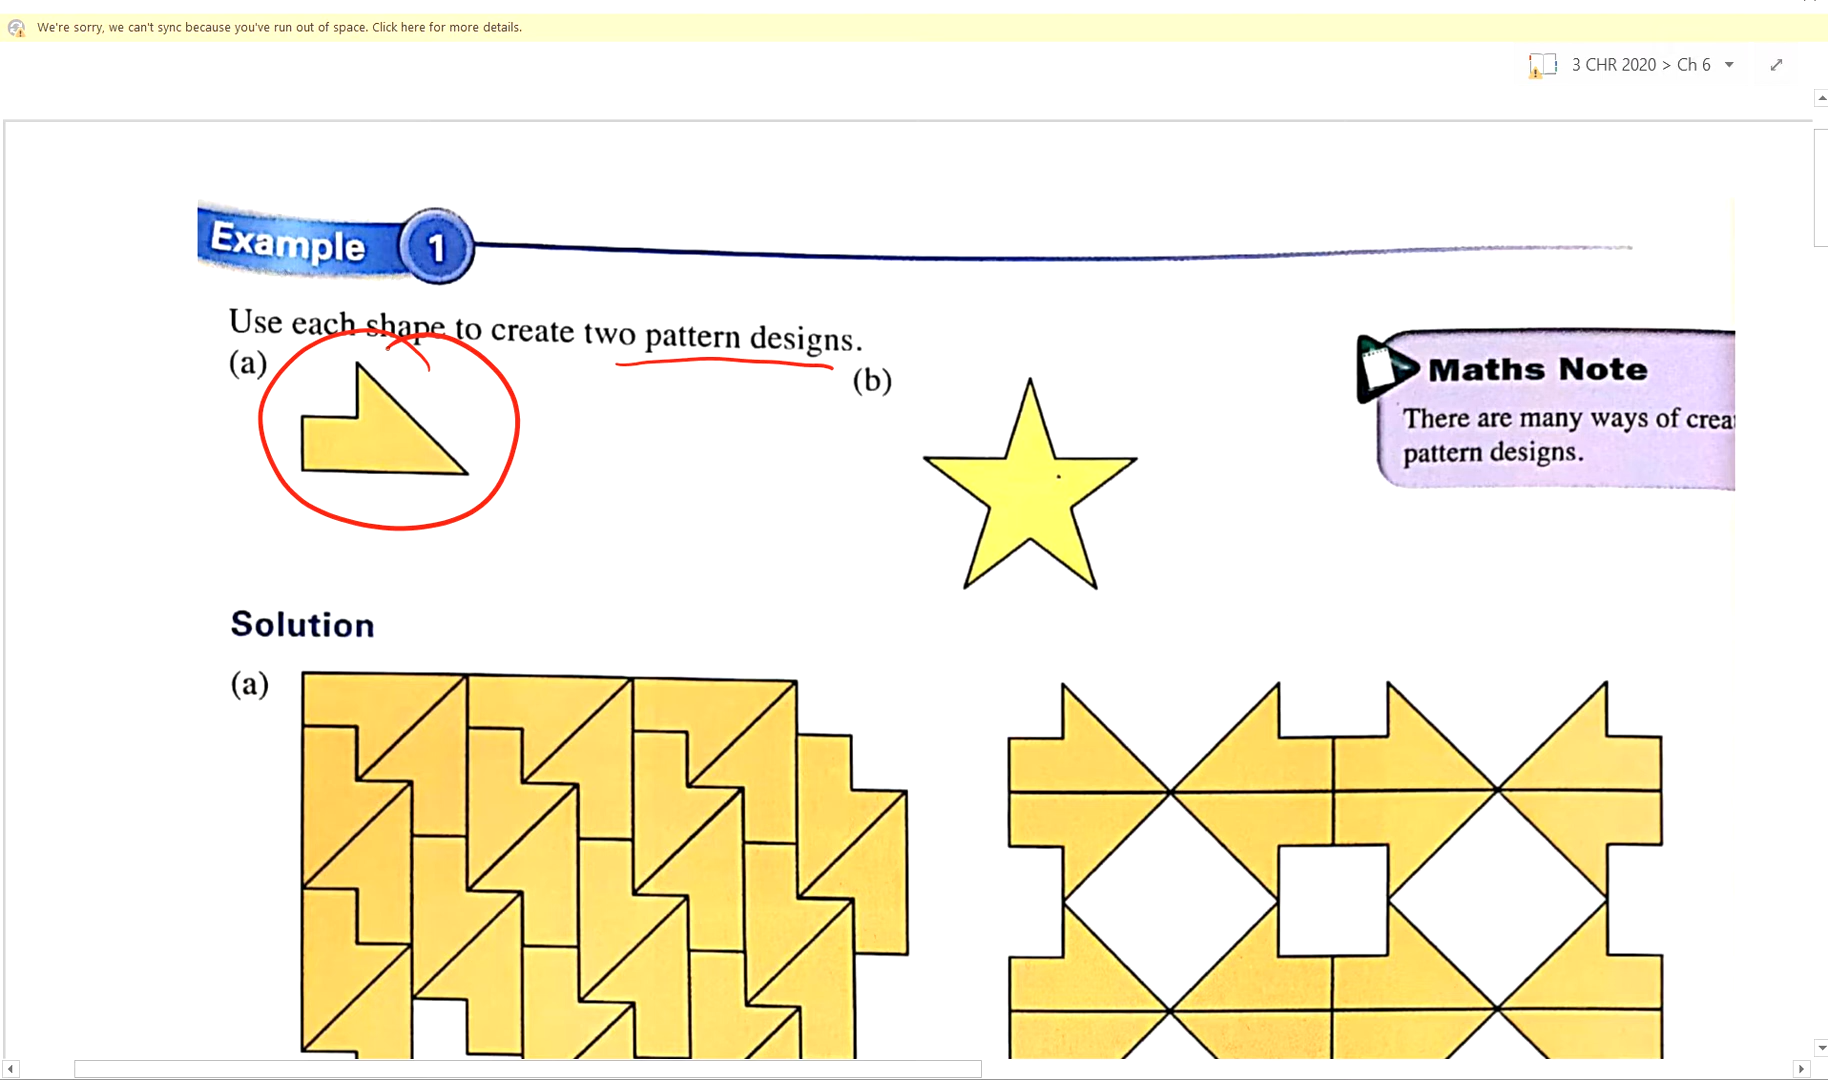 We're sorry, we can't sync because you've run out of space. Click here for more details.
3 CHR 2020 > Ch 6
Example 1
Use each shape to create two pattern designs.
(a)
(b)
Maths Note
There are many ways of crea
pattern designs.
Solution
(a)